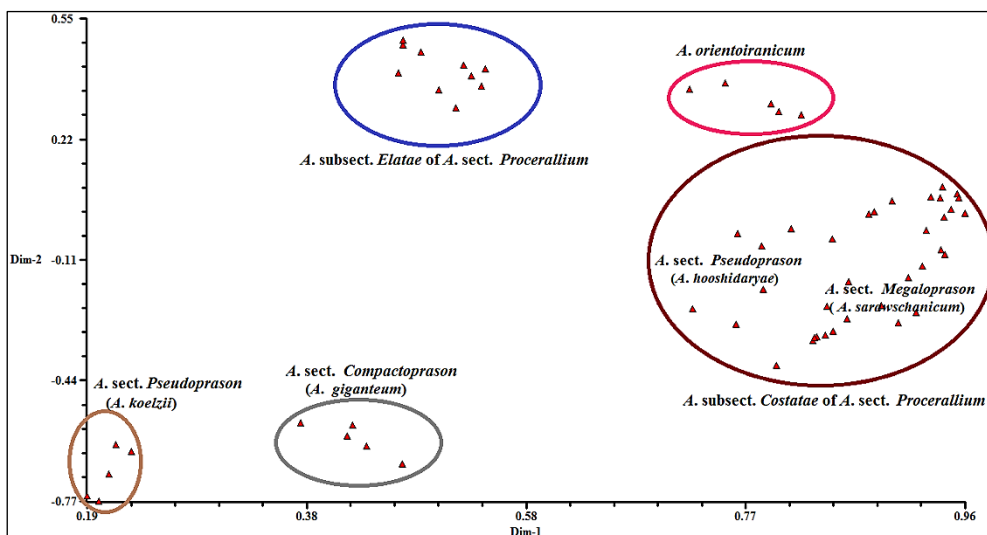 0.55
A. orientoiranicum
0.22
A. subsect. Elatae of A. sect. Procerallium
Dim-2
-0.11
A. sect. Pseudoprason
(A. hooshidaryae)
A. sect. Megaloprason
( A. sarawschanicum)
A. sect. Compactoprason
(A. giganteum)
-0.44
A. sect. Pseudoprason
(A. koelzii)
A. subsect. Costatae of A. sect. Procerallium
-0.77
0.19
0.38
0.58
0.77
0.96
Dim-1